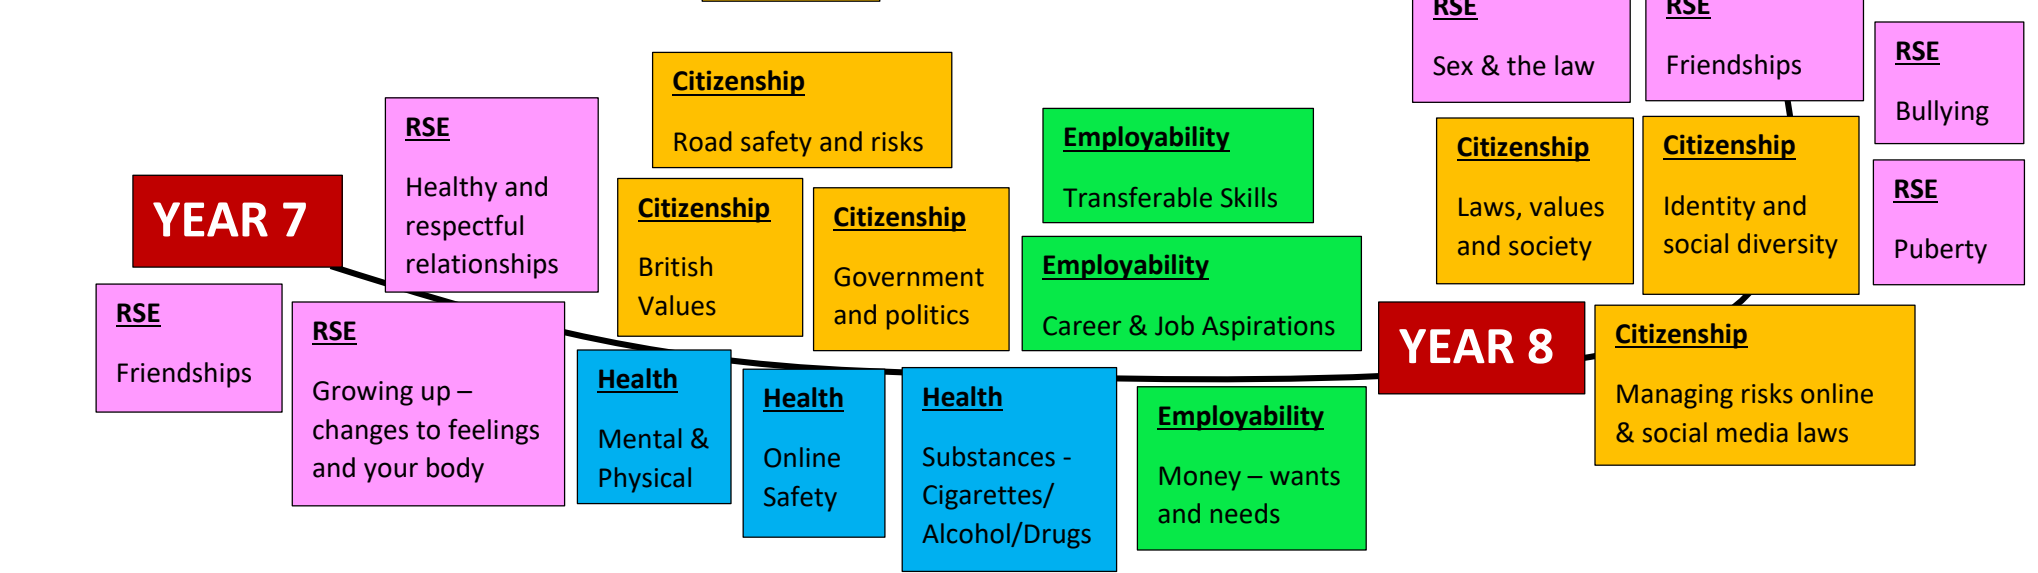 YEAR 7
RSE
Friendships
RSE
Healthy and
respectful
relationships
RSE
Growing up –
changes to feelings
and your body
Citizenship
Road safety and risks
Citizenship
British
Values
Citizenship
Government
and politics
Health
Mental &
Physical
Health
Online
Safety
Health
Substances -
Cigarettes/
Alcohol/Drugs
Employability
Transferable Skills
Employability
Career & Job Aspirations
Employability
Money – wants
and needs
YEAR 8
Citizenship
Managing risks online
& social media laws
Citizenship
Laws, values
and society
Citizenship
Identity and
social diversity
RSE
Sex & the law
RSE
Friendships
RSE
Bullying
RSE
Puberty